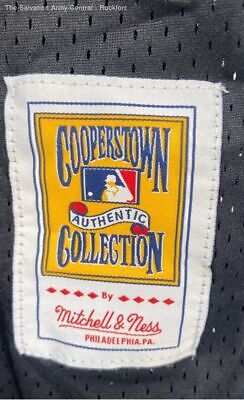 The Salvation Army Central - Rockford
COOPERSTOWN
AUTHENTIC
COLLECTION
By
Mitchell & Ness
PHILADELPHIA.PA.